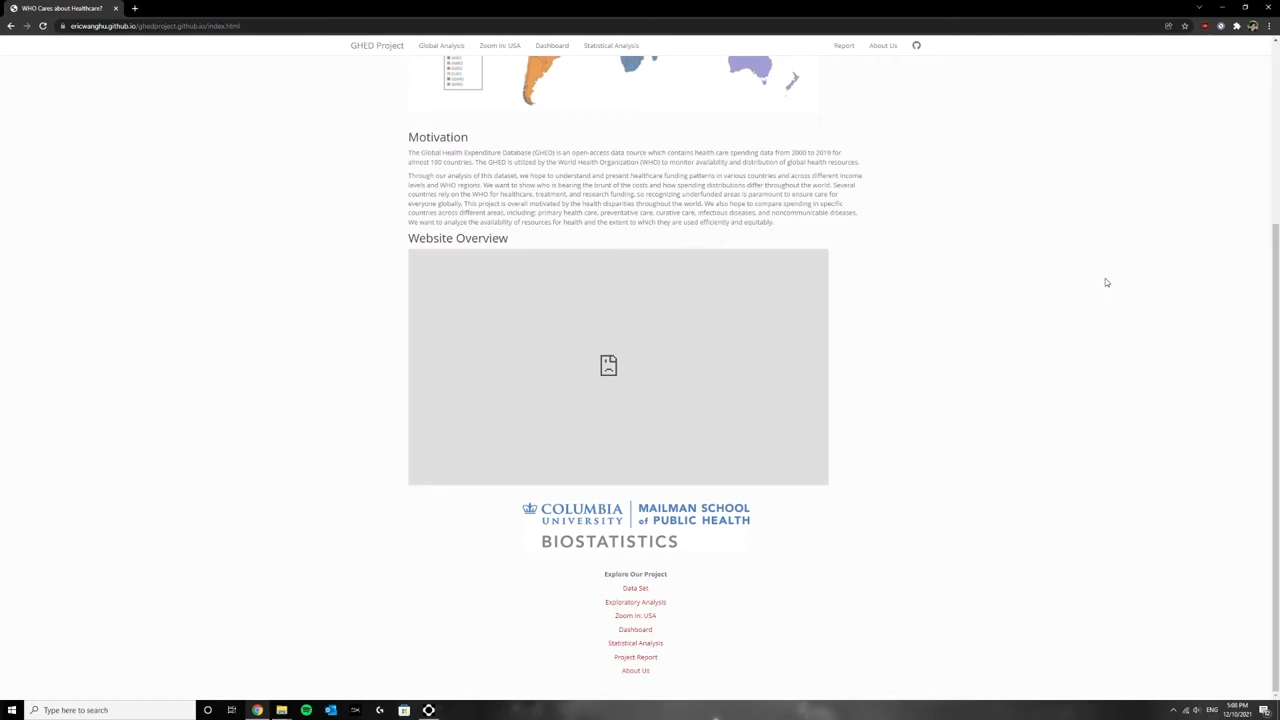 WHO Cares about Healthcare?
ericwanghu.github.io/ghedproject.github.io/index.html
GHED Project Global Analysis Zoom In: USA Dashboard Statistical Analysis Report About Us
Motivation
The Global Health Expenditure Database (GHED) is an open-access data source which contains health care spending data from 2000 to 2019 for
almost 190 countries. The GHED is utilized by the World Health Organization (WHO) to monitor availability and distribution of global health resources.
Through our analysis of this dataset, we hope to understand and present healthcare funding patterns in various countries and across different income
levels and WHO regions. We want to show who is bearing the brunt of the costs and how spending distributions differ throughout the world. Several
countries rely on the WHO for healthcare, treatment, and research funding, so recognizing underfunded areas is paramount to ensure care for
everyone globally. This project is overall motivated by the health disparities throughout the world. We also hope to compare spending in specific
countries across different areas, including: primary health care, preventative care, curative care, infectious diseases, and noncommunicable diseases.
We want to analyze the availability of resources for health and the extent to which they are used efficiently and equitably.
Website Overview
COLUMBIA UNIVERSITY
MAILMAN SCHOOL of PUBLIC HEALTH
BIOSTATISTICS
Explore Our Project
Data Set
Exploratory Analysis
Zoom In: USA
Dashboard
Statistical Analysis
Project Report
About Us
Type here to search
ENG
5:08 PM
12/10/2021